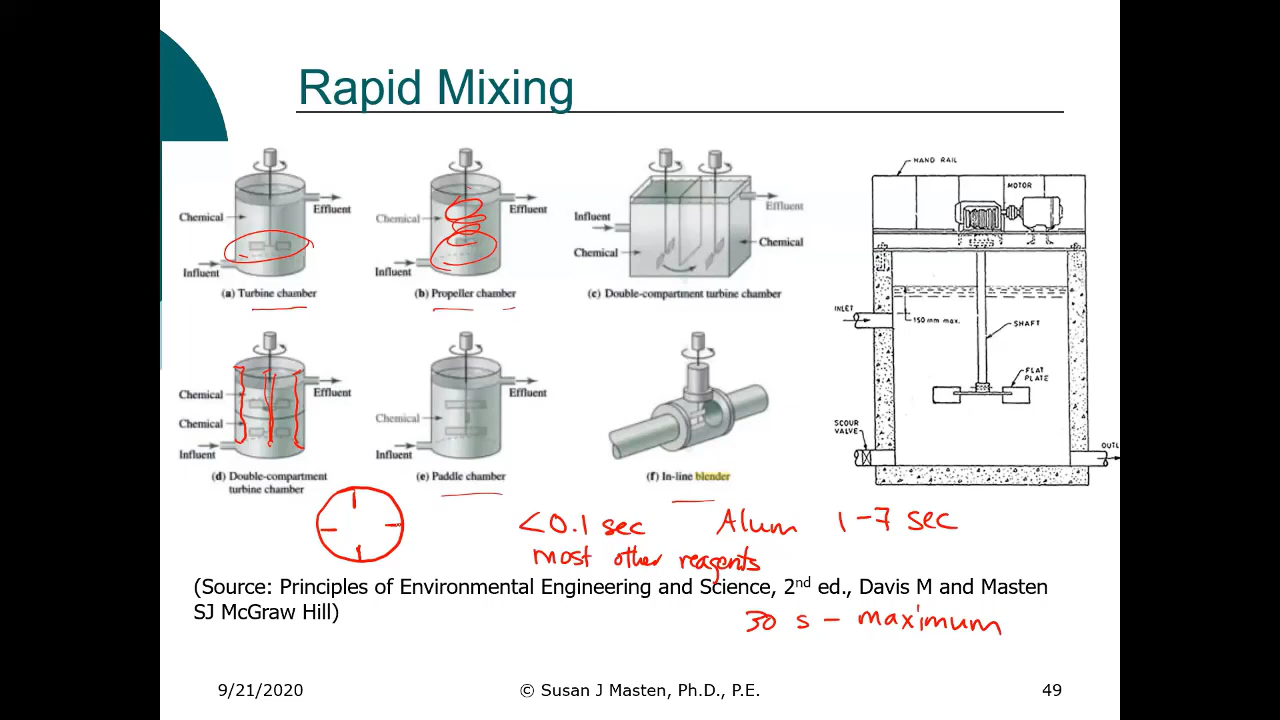 Rapid Mixing
Chemical
Effluent
Influent
(a) Turbine chamber
Chemical
Effluent
Influent
(b) Propeller chamber
Influent
Chemical
Effluent
Chemical
(c) Double-compartment turbine chamber
HAND RAIL
MOTOR
INLET
150 mm max.
SHAFT
FLAT
PLATE
SCOUR
VALVE
OUTL
Chemical
Effluent
Chemical
Influent
(d) Double-compartment
turbine chamber
Chemical
Effluent
Influent
(e) Paddle chamber
(f) In-line blender
<0.1 sec Alum 1-7 sec
most other reagents
(Source: Principles of Environmental Engineering and Science, 2nd ed., Davis M and Masten
SJ McGraw Hill)
30 s - maximum
9/21/2020 © Susan J Masten, Ph.D., P.E. 49